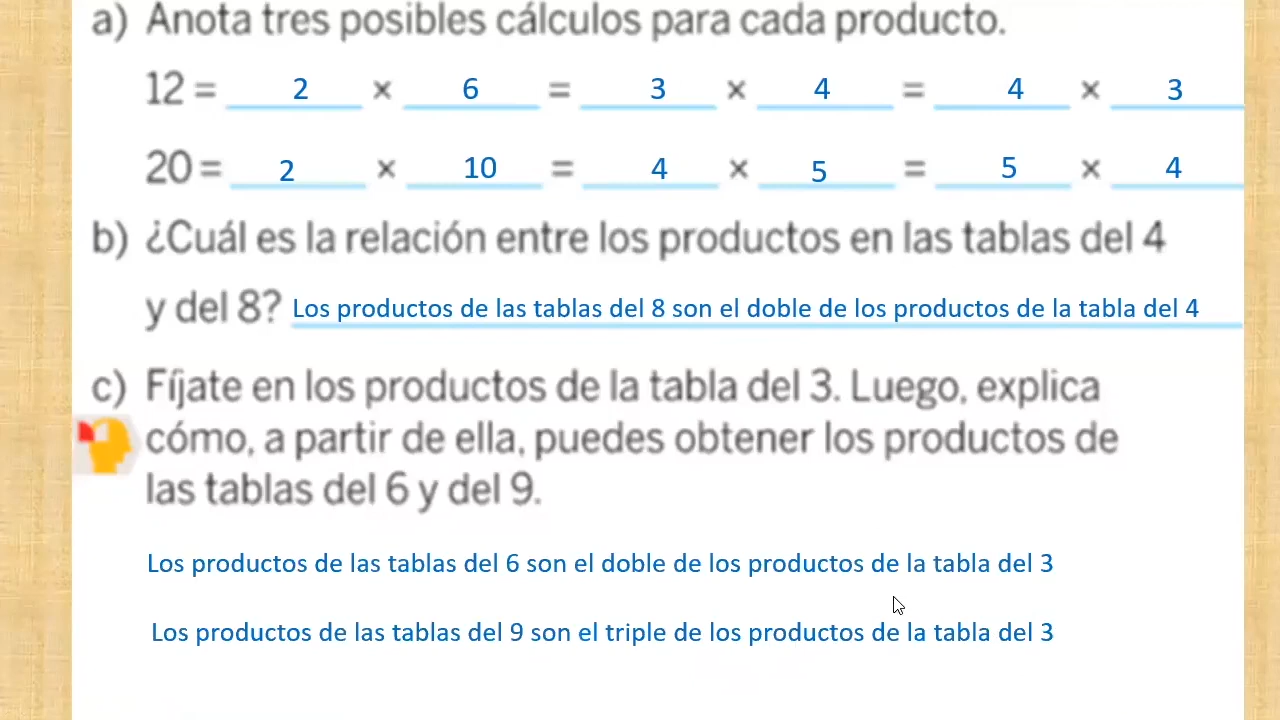 a) Anota tres posibles cálculos para cada producto.
12 = 2 × 6 = 3 × 4 = 4 × 3
20 = 2 × 10 = 4 × 5 = 5 × 4
b) ¿Cuál es la relación entre los productos en las tablas del 4
y del 8? Los productos de las tablas del 8 son el doble de los productos de la tabla del 4
c) Fíjate en los productos de la tabla del 3. Luego, explica
cómo, a partir de ella, puedes obtener los productos de
las tablas del 6 y del 9.
Los productos de las tablas del 6 son el doble de los productos de la tabla del 3
Los productos de las tablas del 9 son el triple de los productos de la tabla del 3